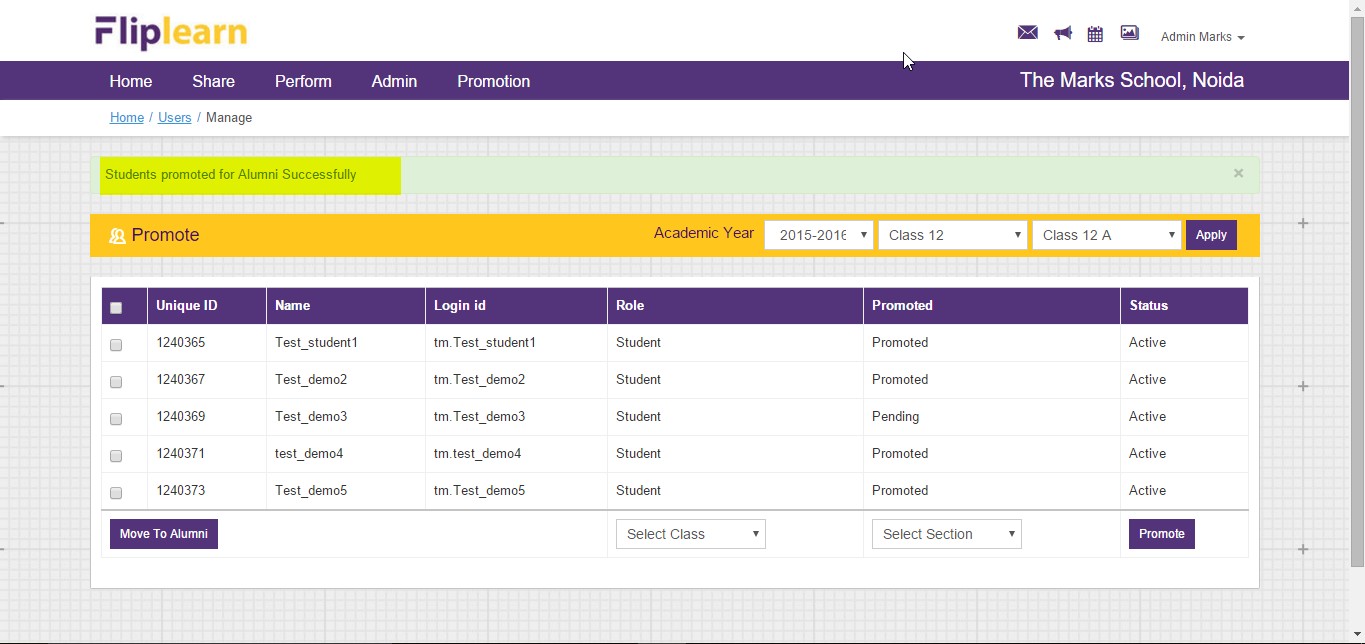 Fliplearn
Admin Marks
Home Share Perform Admin Promotion The Marks School, Noida
Home / Users / Manage
Students promoted for Alumni Successfully ×
Promote Academic Year 2015-2016 Class 12 Class 12 A Apply
Unique ID Name Login id Role Promoted Status
1240365 Test_student1 tm.Test_student1 Student Promoted Active
1240367 Test_demo2 tm.Test_demo2 Student Promoted Active
1240369 Test_demo3 tm.Test_demo3 Student Pending Active
1240371 test_demo4 tm.test_demo4 Student Promoted Active
1240373 Test_demo5 tm.Test_demo5 Student Promoted Active
Move To Alumni Select Class Select Section Promote